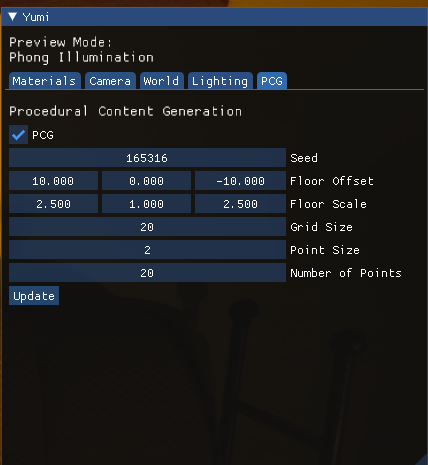 Yumi
Preview Mode:
Phong Illumination
Materials Camera World Lighting PCG
Procedural Content Generation
PCG
165316 Seed
10.000 0.000 -10.000 Floor Offset
2.500 1.000 2.500 Floor Scale
20 Grid Size
2 Point Size
20 Number of Points
Update